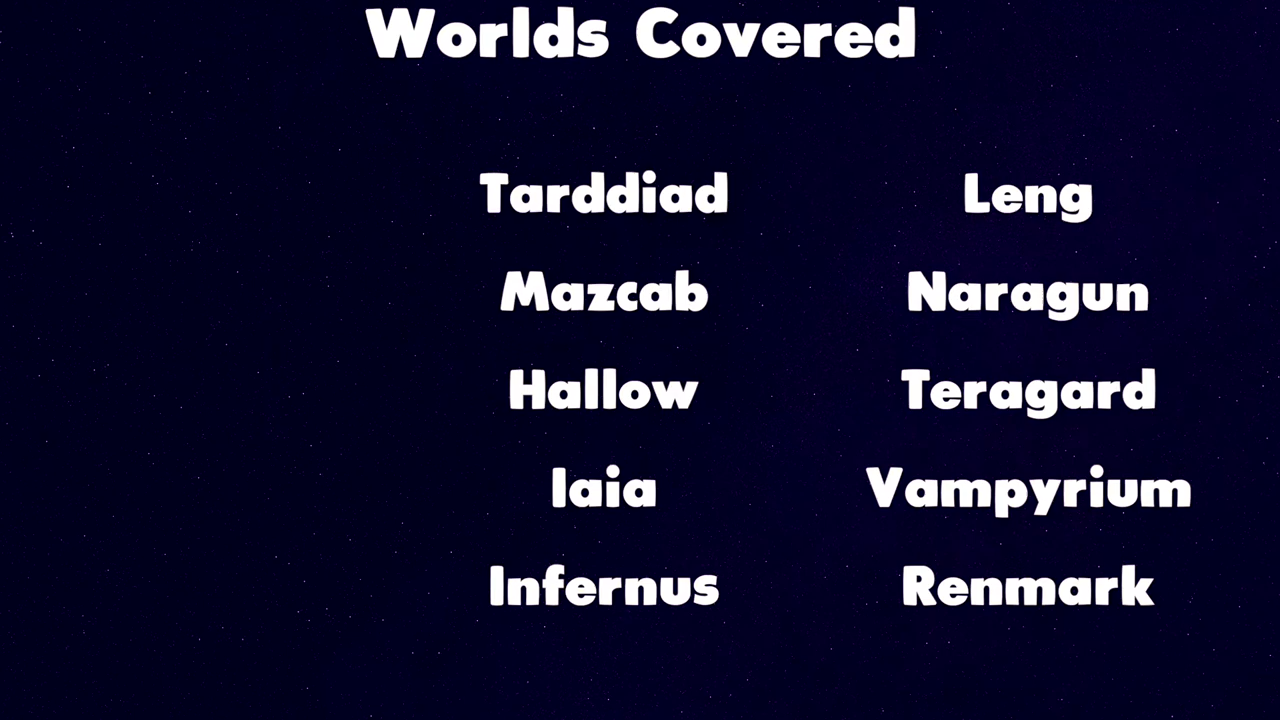 Worlds Covered
Tarddiad
Leng
Mazcab
Naragun
Hallow
Teragard
Iaia
Vampyrium
Infernus
Renmark